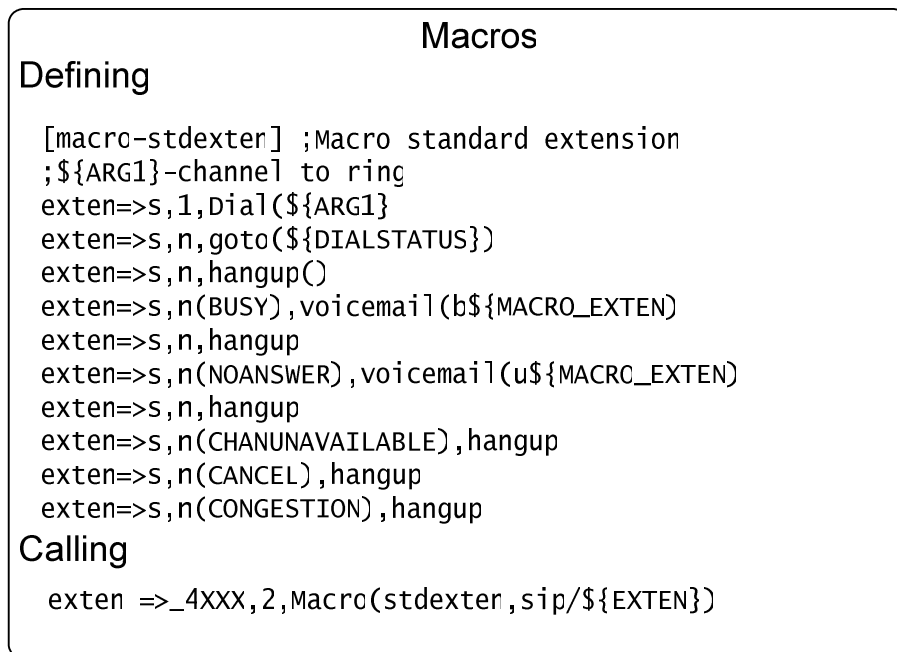 Macros
Defining
[macro-stdexten] ;Macro standard extension
;${ARG1}-channel to ring
exten=>s,1,Dial(${ARG1}
exten=>s,n,goto(${DIALSTATUS})
exten=>s,n,hangup()
exten=>s,n(BUSY),voicemail(b${MACRO_EXTEN)
exten=>s,n,hangup
exten=>s,n(NOANSWER),voicemail(u${MACRO_EXTEN)
exten=>s,n,hangup
exten=>s,n(CHANUNAVAILABLE),hangup
exten=>s,n(CANCEL),hangup
exten=>s,n(CONGESTION),hangup
Calling
exten =>_4XXX,2,Macro(stdexten,sip/${EXTEN})